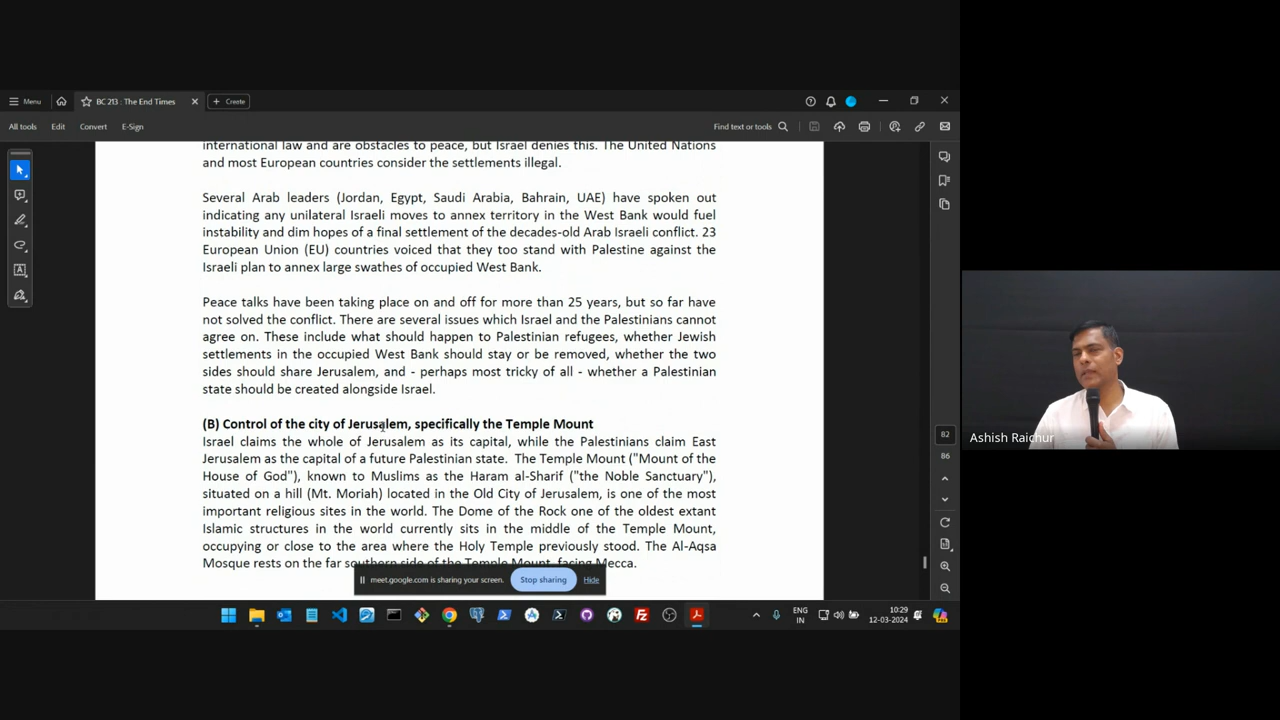 Menu
BC 213 : The End Times
Create
All tools
Edit
Convert
E-Sign
Find text or tools
international law and are obstacles to peace, but Israel denies this. The United Nations
and most European countries consider the settlements illegal.
Several Arab leaders (Jordan, Egypt, Saudi Arabia, Bahrain, UAE) have spoken out
indicating any unilateral Israeli moves to annex territory in the West Bank would fuel
instability and dim hopes of a final settlement of the decades-old Arab Israeli conflict. 23
European Union (EU) countries voiced that they too stand with Palestine against the
Israeli plan to annex large swathes of occupied West Bank.
Peace talks have been taking place on and off for more than 25 years, but so far have
not solved the conflict. There are several issues which Israel and the Palestinians cannot
agree on. These include what should happen to Palestinian refugees, whether Jewish
settlements in the occupied West Bank should stay or be removed, whether the two
sides should share Jerusalem, and - perhaps most tricky of all - whether a Palestinian
state should be created alongside Israel.
(B) Control of the city of Jerusalem, specifically the Temple Mount
Israel claims the whole of Jerusalem as its capital, while the Palestinians claim East
Jerusalem as the capital of a future Palestinian state. The Temple Mount ("Mount of the
House of God"), known to Muslims as the Haram al-Sharif ("the Noble Sanctuary"),
situated on a hill (Mt. Moriah) located in the Old City of Jerusalem, is one of the most
important religious sites in the world. The Dome of the Rock one of the oldest extant
Islamic structures in the world currently sits in the middle of the Temple Mount,
occupying or close to the area where the Holy Temple previously stood. The Al-Aqsa
Mosque rests on the far southern side of the Temple Mount, facing Mecca.
82
86
meet.google.com is sharing your screen.
Stop sharing
Hide
ENG
IN
10:29
12-03-2024
Ashish Raichur